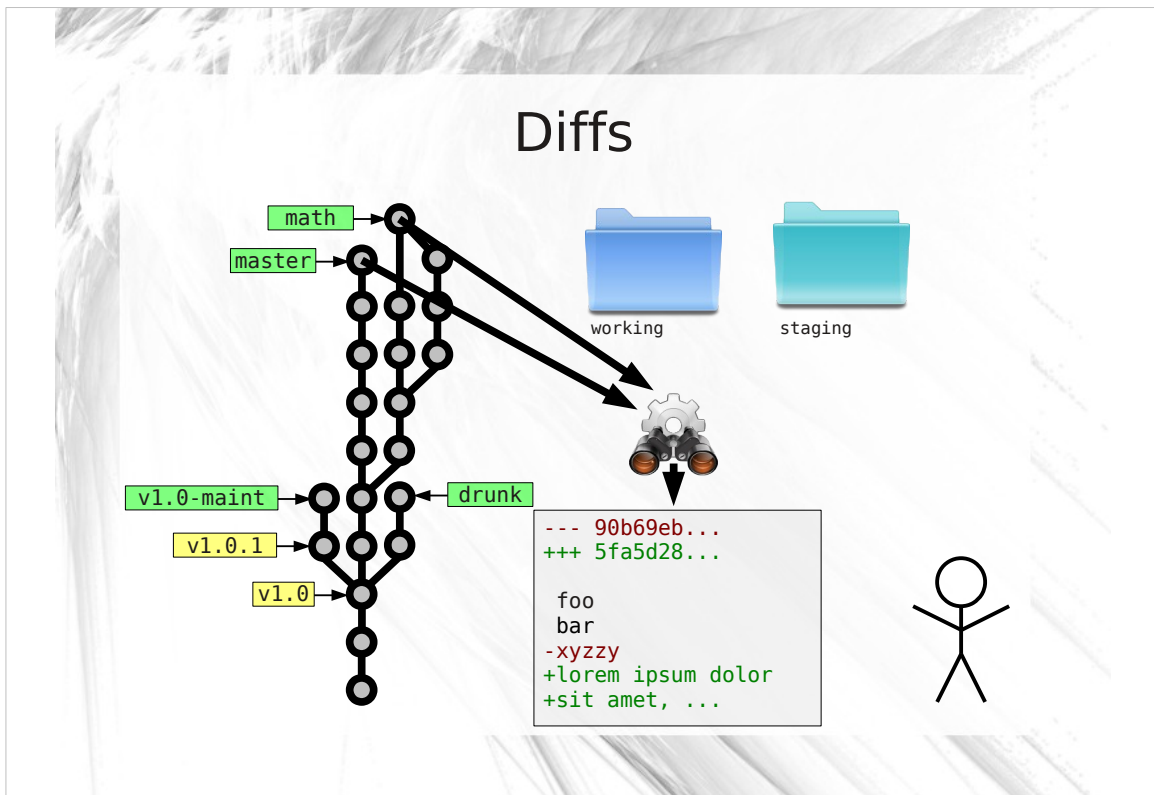 Diffs
math
master
working
staging
v1.0-maint
drunk
v1.0.1
v1.0
--- 90b69eb...
+++ 5fa5d28...
foo
bar
-xyzzy
+lorem ipsum dolor
+sit amet, ...